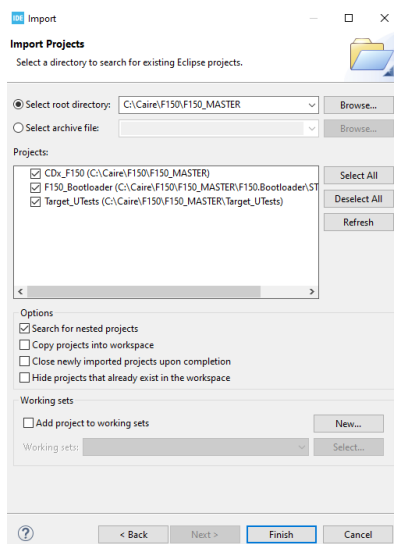 IDE Import
Import Projects
Select a directory to search for existing Eclipse projects.
Select root directory: C:\Caire\F150\F150_MASTER Browse...
Select archive file: Browse...
Projects:
CDx_F150 (C:\Caire\F150\F150_MASTER)
F150_Bootloader (C:\Caire\F150\F150_MASTER\F150.Bootloader\ST
Target_UTests (C:\Caire\F150\F150_MASTER\Target_UTests)
Select All
Deselect All
Refresh
Options
Search for nested projects
Copy projects into workspace
Close newly imported projects upon completion
Hide projects that already exist in the workspace
Working sets
Add project to working sets New...
Working sets: Select...
? < Back Next > Finish Cancel